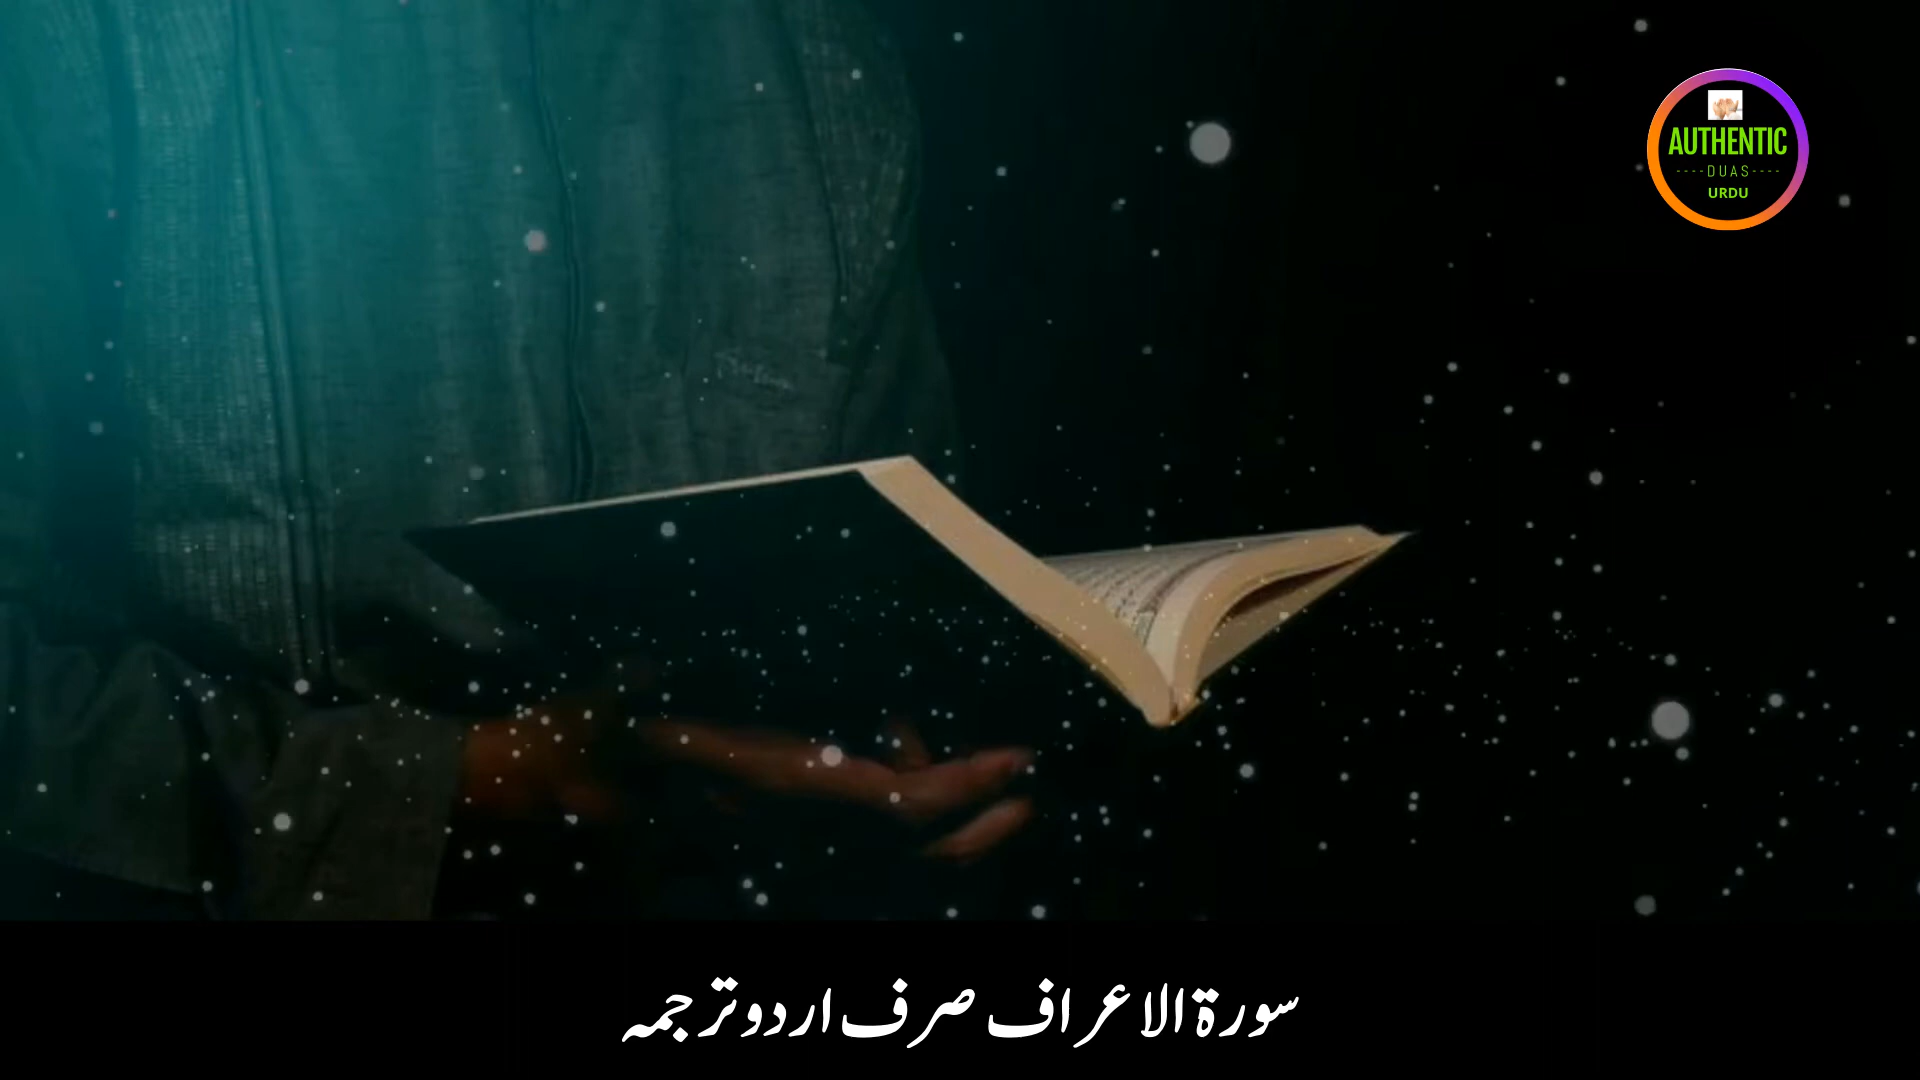 AUTHENTIC
----DUAS----
URDU
سورۃ الاعراف صرف اردو ترجمہ